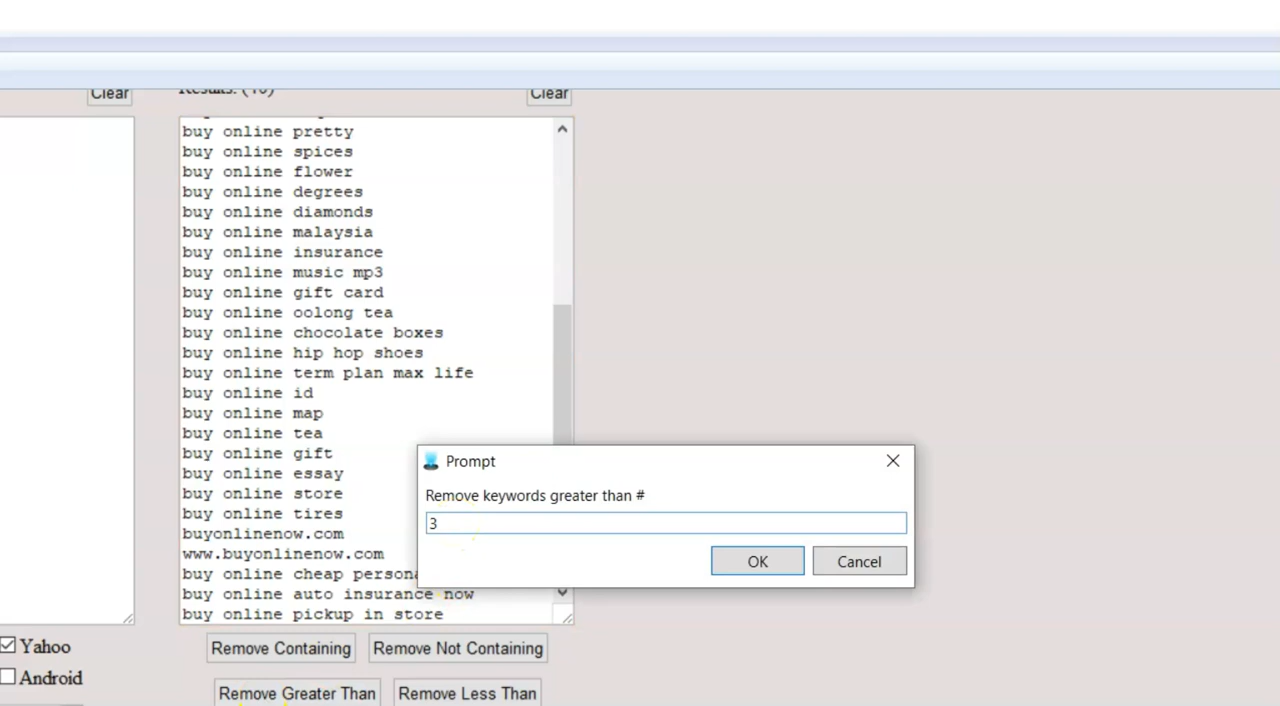 Clear
Clear
buy online pretty
buy online spices
buy online flower
buy online degrees
buy online diamonds
buy online malaysia
buy online insurance
buy online music mp3
buy online gift card
buy online oolong tea
buy online chocolate boxes
buy online hip hop shoes
buy online term plan max life
buy online id
buy online map
buy online tea
buy online gift
buy online essay
buy online store
buy online tires
buyonlinenow.com
www.buyonlinenow.com
buy online cheap persona
buy online auto insurance now
buy online pickup in store
Prompt
Remove keywords greater than #
3
OK
Cancel
Yahoo
Remove Containing
Remove Not Containing
Android
Remove Greater Than
Remove Less Than